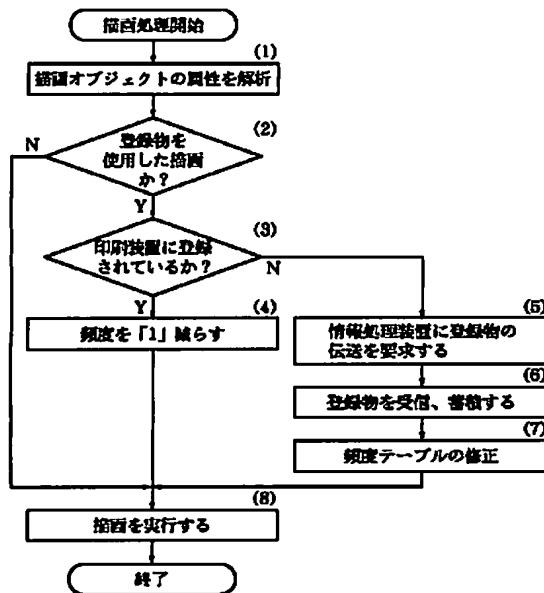 描画処理開始
(1)
描画オブジェクトの属性を解析
(2)
N
登録物を
使用した描画
か?
Y
(3)
印刷装置に登録
されているか?
N
Y
(4)
頻度を「1」減らす
(5)
情報処理装置に登録物の
伝送を要求する
(6)
登録物を受信、蓄積する
(7)
頻度テーブルの修正
(8)
描画を実行する
終了